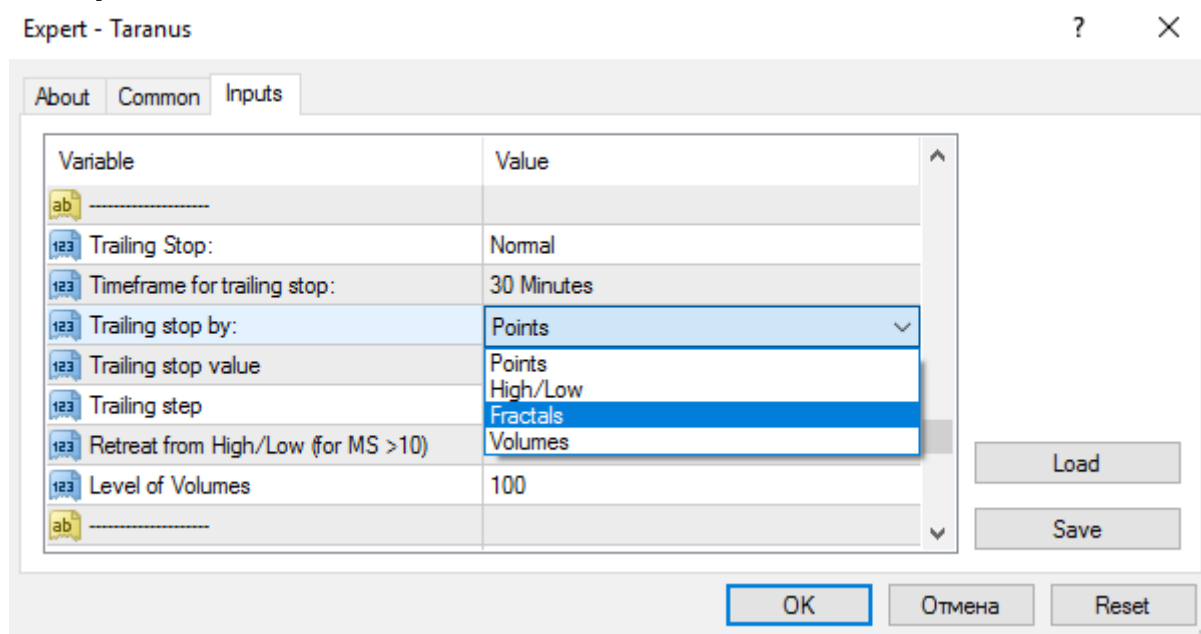 Expert - Taranus ? ×
About Common Inputs
Variable Value
ab --------------------
123 Trailing Stop: Normal
123 Timeframe for trailing stop: 30 Minutes
123 Trailing stop by: Points
123 Trailing stop value Points
High/Low
123 Trailing step Fractals
123 Retreat from High/Low (for MS >10) Volumes
Load
123 Level of Volumes 100
ab --------------------
Save
OK Отмена Reset